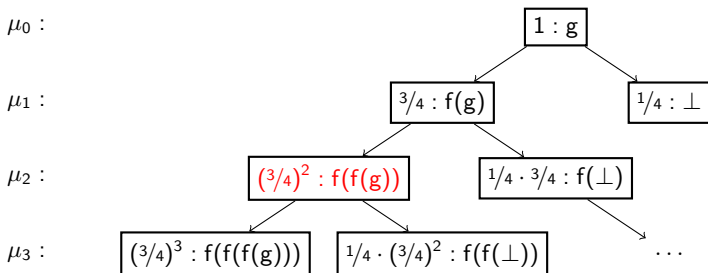 μ₀ : 1 : g
μ₁ : 3/4 : f(g) 1/4 : ⊥
μ₂ : (3/4)² : f(f(g)) 1/4 · 3/4 : f(⊥)
μ₃ : (3/4)³ : f(f(f(g))) 1/4 · (3/4)² : f(f(⊥)) ...